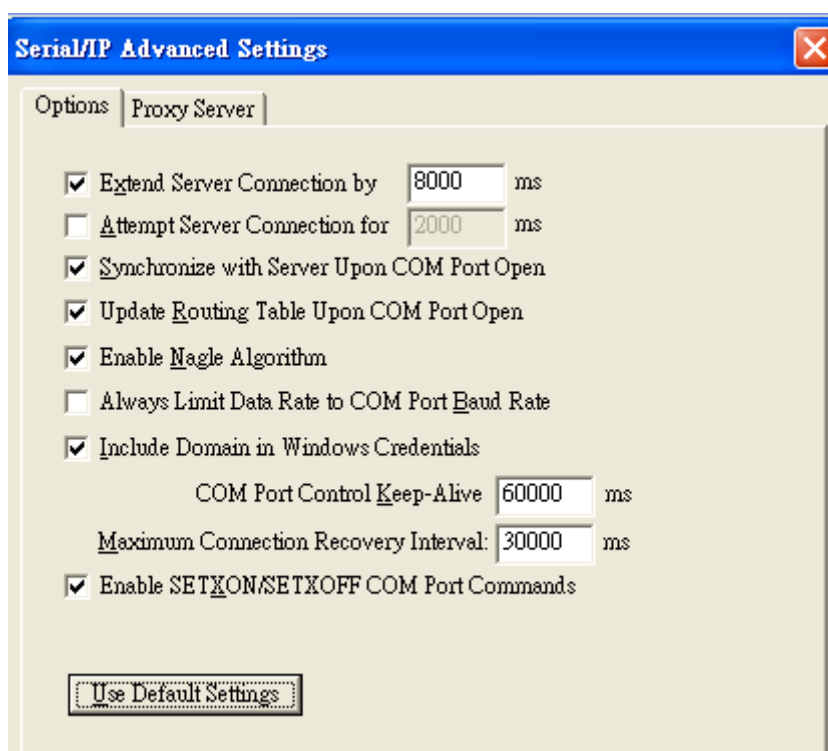 Serial/IP Advanced Settings
Options Proxy Server
Extend Server Connection by 8000 ms
Attempt Server Connection for 2000 ms
Synchronize with Server Upon COM Port Open
Update Routing Table Upon COM Port Open
Enable Nagle Algorithm
Always Limit Data Rate to COM Port Baud Rate
Include Domain in Windows Credentials
COM Port Control Keep-Alive 60000 ms
Maximum Connection Recovery Interval: 30000 ms
Enable SETXON/SETXOFF COM Port Commands
Use Default Settings